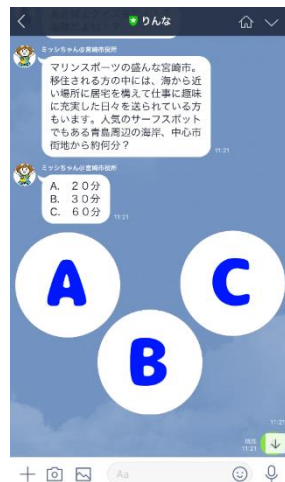 りんな
ミッシちゃん@宮崎市役所
マリンスポーツの盛んな宮崎市。
移住される方の中には、海から近
い場所に居宅を構えて仕事に趣味
に充実した日々を送られている方
もいます。人気のサーフスポット
でもある青島周辺の海岸、中心市
街地から約何分？
11:21
ミッシちゃん@宮崎市役所
A. 20分
B. 30分
C. 60分
11:21
A
C
B
11:21
既読
11:21
Aa